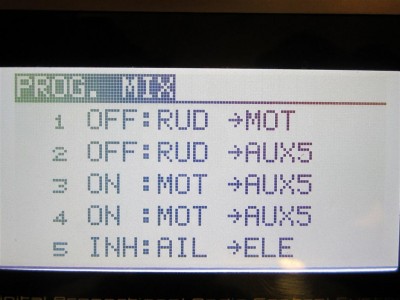 PROG. MIX
1 OFF:RUD →MOT
2 OFF:RUD →AUX5
3 ON :MOT →AUX5
4 ON :MOT →AUX5
5 INH:AIL →ELE